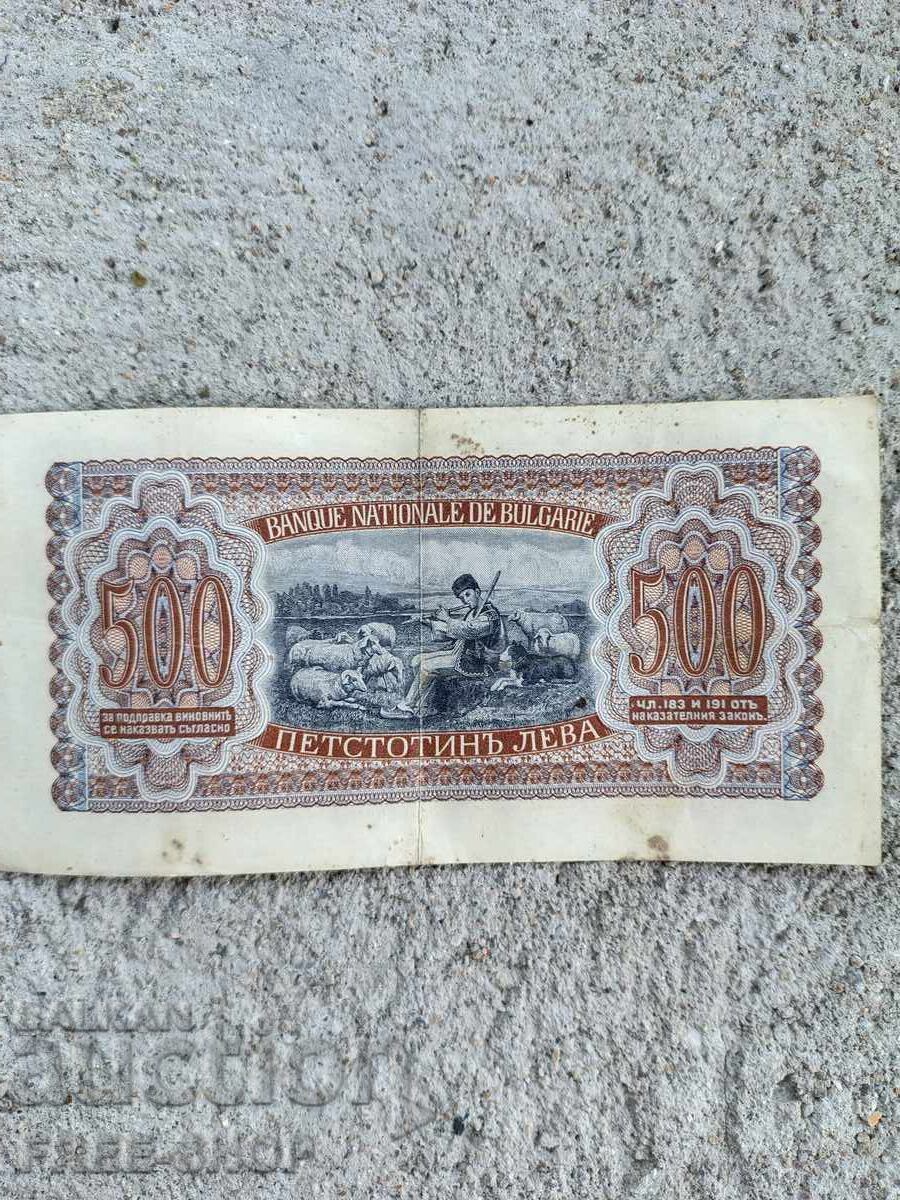 BANQUE NATIONALE DE BULGARIE
500
500
за подправка виновнитѣ
се наказватъ съгласно
чл. 183 и 191 отъ
наказателния законъ.
ПЕТСТОТИНЪ ЛЕВА
BALKAN
auction
FREE-SHOP